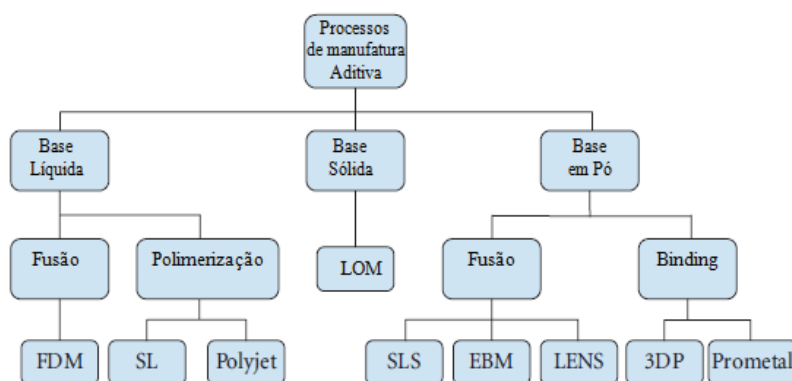 Processos
de manufatura
Aditiva
Base
Líquida
Base
Sólida
Base
em Pó
Fusão
Polimerização
LOM
Fusão
Binding
FDM
SL
Polyjet
SLS
EBM
LENS
3DP
Prometal